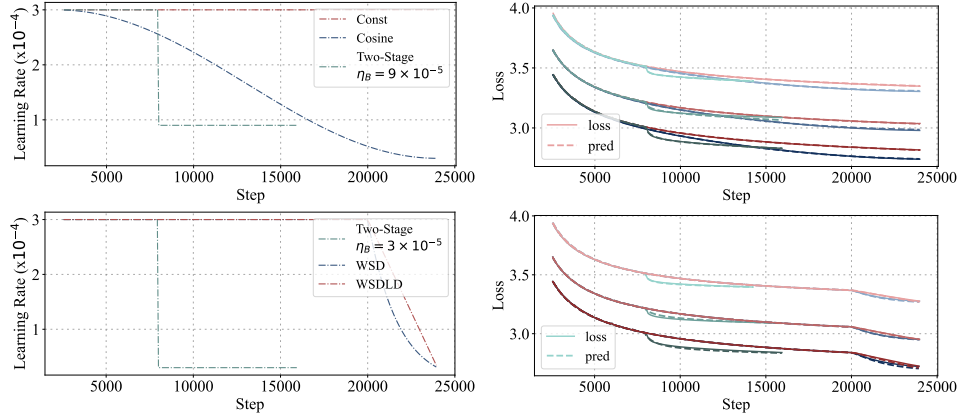 Learning Rate (x10⁻⁴)
3
2
1
5000 10000 15000 20000 25000
Step
Const
Cosine
Two-Stage
η_B = 9 × 10⁻⁵
Loss
4.0
3.5
3.0
5000 10000 15000 20000 25000
Step
loss
pred
Learning Rate (x10⁻⁴)
3
2
1
5000 10000 15000 20000 25000
Step
Two-Stage
η_B = 3 × 10⁻⁵
WSD
WSDLD
Loss
4.0
3.5
3.0
5000 10000 15000 20000 25000
Step
loss
pred